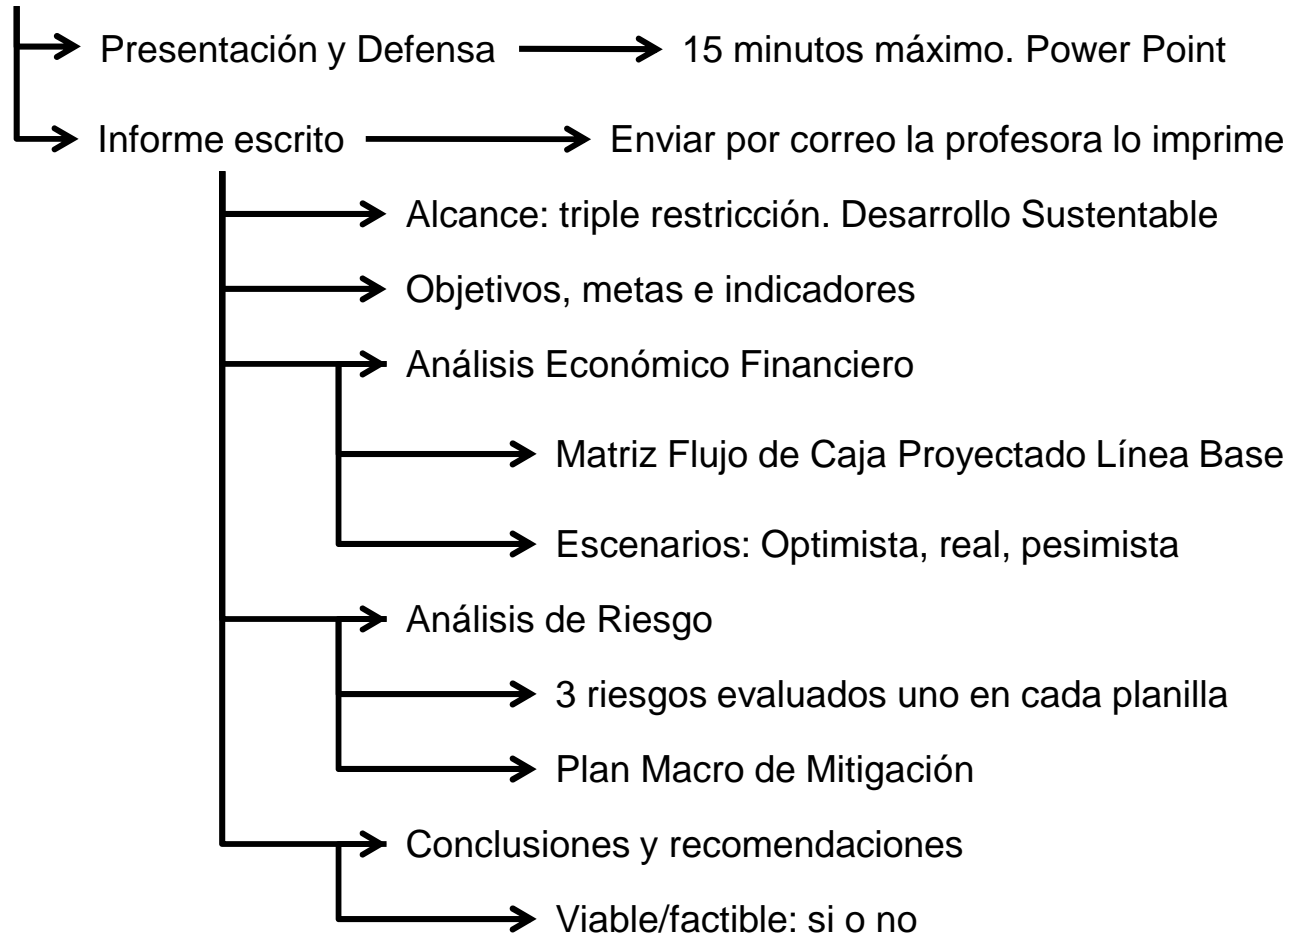 Presentación y Defensa 15 minutos máximo. Power Point
Informe escrito Enviar por correo la profesora lo imprime
Alcance: triple restricción. Desarrollo Sustentable
Objetivos, metas e indicadores
Análisis Económico Financiero
Matriz Flujo de Caja Proyectado Línea Base
Escenarios: Optimista, real, pesimista
Análisis de Riesgo
3 riesgos evaluados uno en cada planilla
Plan Macro de Mitigación
Conclusiones y recomendaciones
Viable/factible: si o no